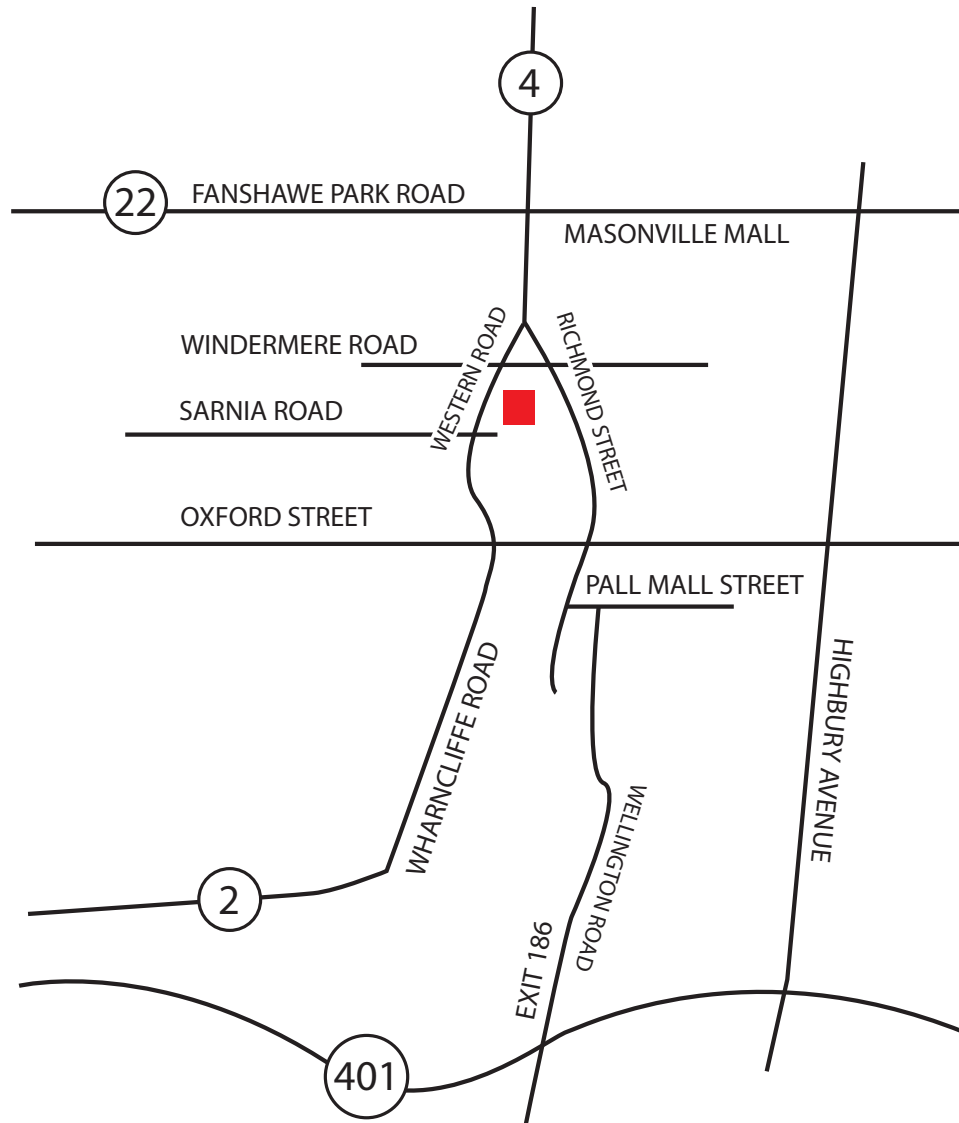 4
22
FANSHAWE PARK ROAD
MASONVILLE MALL
WINDERMERE ROAD
WESTERN ROAD
RICHMOND STREET
SARNIA ROAD
OXFORD STREET
PALL MALL STREET
WHARNCLIFFE ROAD
HIGHBURY AVENUE
WELLINGTON ROAD
2
EXIT 186
401